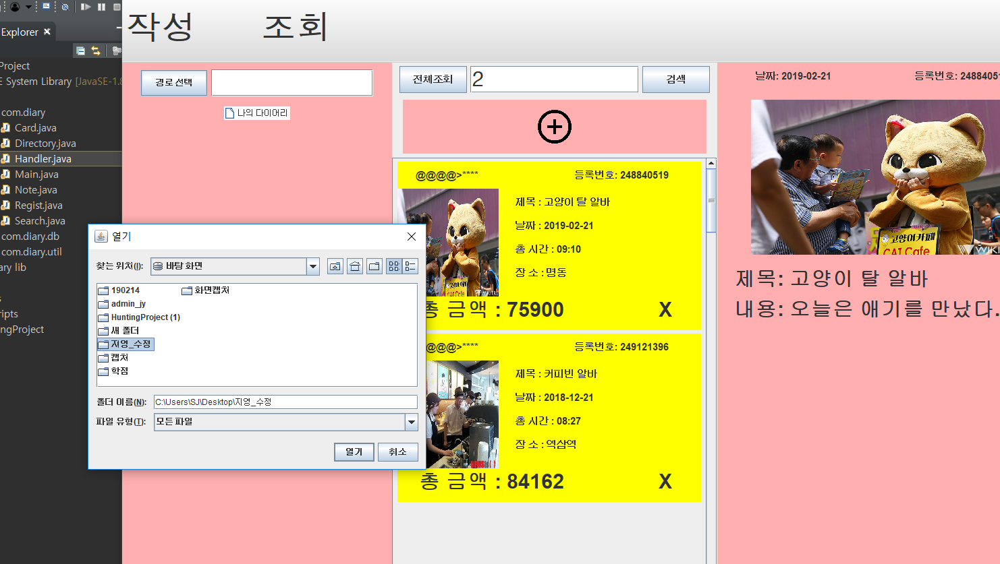 Explorer
작성
조회
Project
E System Library [JavaSE-1.8
com.diary
Card.java
Directory.java
Handler.java
Main.java
Note.java
Regist.java
Search.java
com.diary.db
com.diary.util
ary lib
s
ripts
ngProject
경로 선택
나의 다이어리
전체조회
2
검색
@@@@>****
등록번호: 248840519
제목 : 고양이 탈 알바
날짜 : 2019-02-21
총 시간 : 09:10
장 소 : 명동
총 금액 : 75900
X
@@@>****
등록번호: 249121396
제목 : 커피빈 알바
날짜 : 2018-12-21
총 시간 : 08:27
장 소 : 역삼역
총 금액 : 84162
X
날짜: 2019-02-21
등록번호: 24884051
고양이카페
CAT Cafe
WIKI
제목: 고양이 탈 알바
내용: 오늘은 얘기를 만났다.
열기
찾는 위치(I):
바탕 화면
190214
화면캡쳐
admin_jy
HuntingProject (1)
새 폴더
지영_수정
캡처
학점
폴더 이름(N):
C:\Users\SJ\Desktop\지영_수정
파일 유형(T):
모든 파일
열기
취소